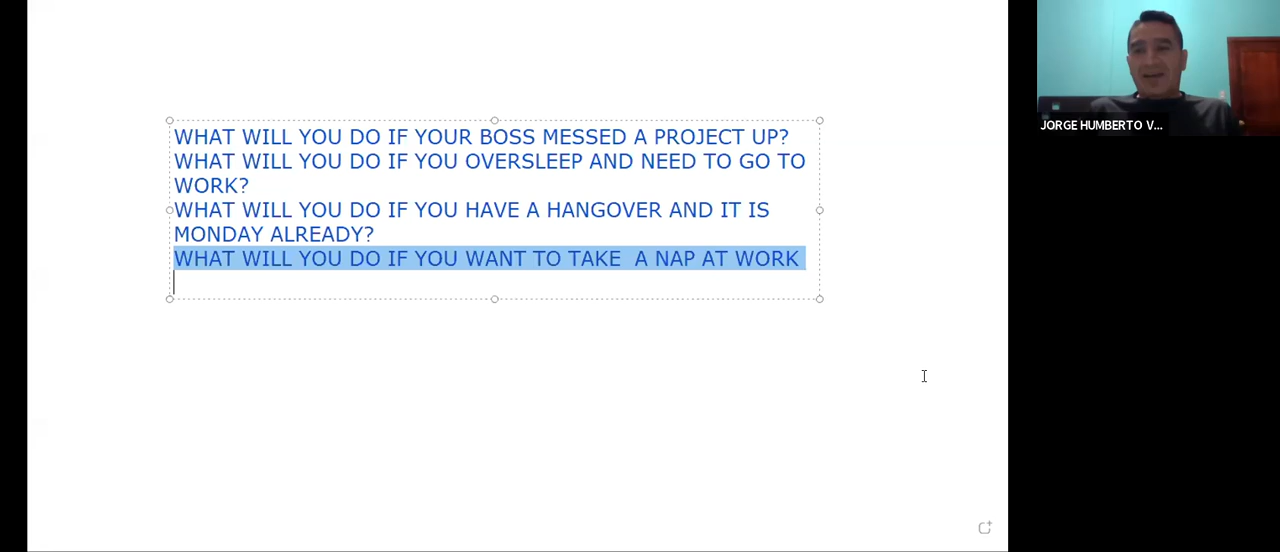 WHAT WILL YOU DO IF YOUR BOSS MESSED A PROJECT UP?
WHAT WILL YOU DO IF YOU OVERSLEEP AND NEED TO GO TO
WORK?
WHAT WILL YOU DO IF YOU HAVE A HANGOVER AND IT IS
MONDAY ALREADY?
WHAT WILL YOU DO IF YOU WANT TO TAKE  A NAP AT WORK
JORGE HUMBERTO V...